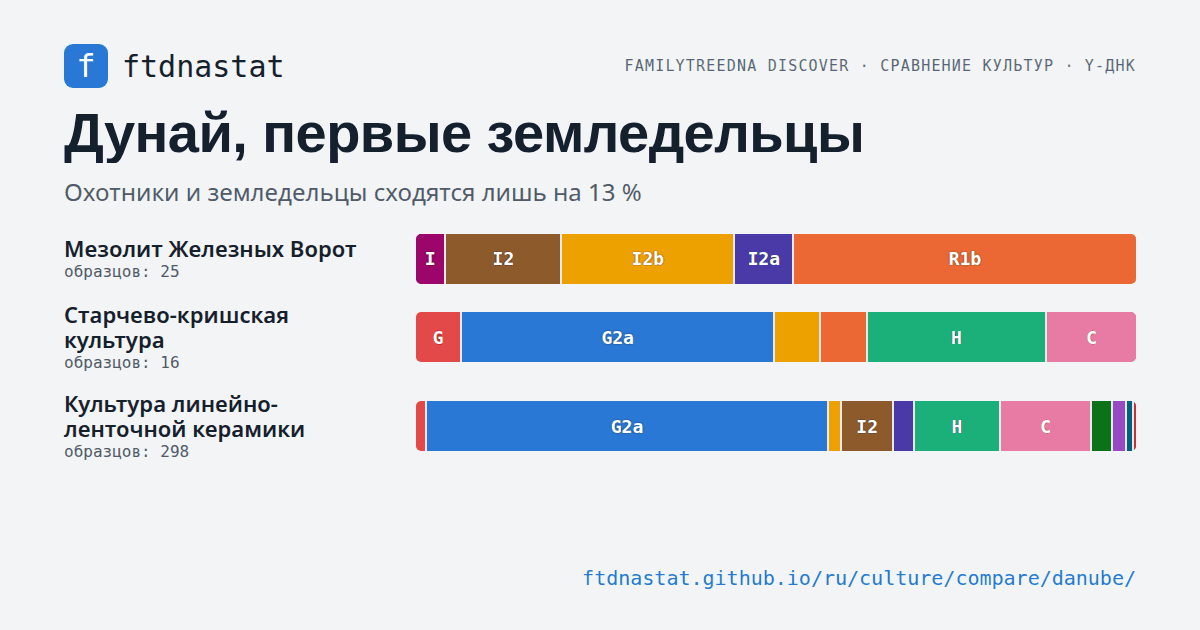 f ftdnastat
FAMILYTREEDNA DISCOVER · СРАВНЕНИЕ КУЛЬТУР · Y-ДНК
Дунай, первые земледельцы
Охотники и земледельцы сходятся лишь на 13 %
Мезолит Железных Ворот
образцов: 25
I I2 I2b I2a R1b
Старчево-кришская
культура
образцов: 16
G G2a H C
Культура линейно-
ленточной керамики
образцов: 298
G2a I2 H C
ftdnastat.github.io/ru/culture/compare/danube/